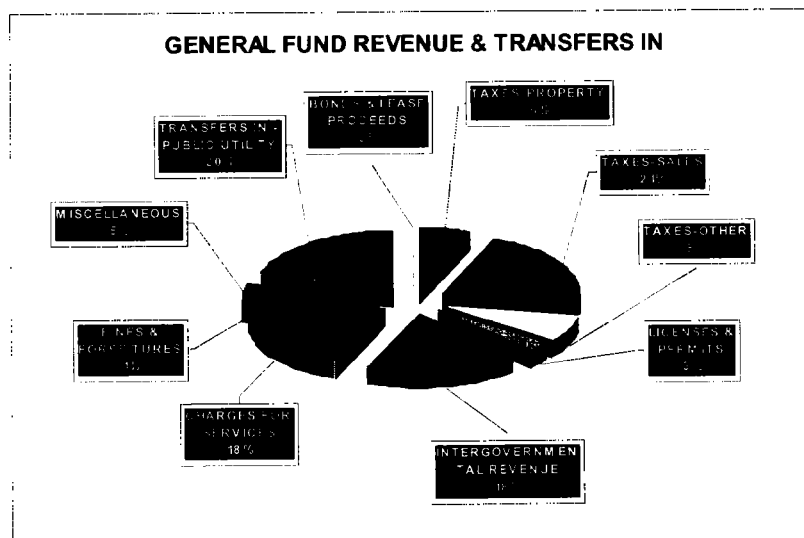 GENERAL FUND REVENUE & TRANSFERS IN
BONDS & LEASE
PROCEEDS
TAXES-PROPERTY
TRANSFERS IN -
PUBLIC UTILITY
20%
TAXES-SALES
MISCELLANEOUS
TAXES-OTHER
FINES &
FORFEITURES
LICENSES &
PERMITS
CHARGES FOR
SERVICES
18%
INTERGOVERNMEN
TAL REVENUE